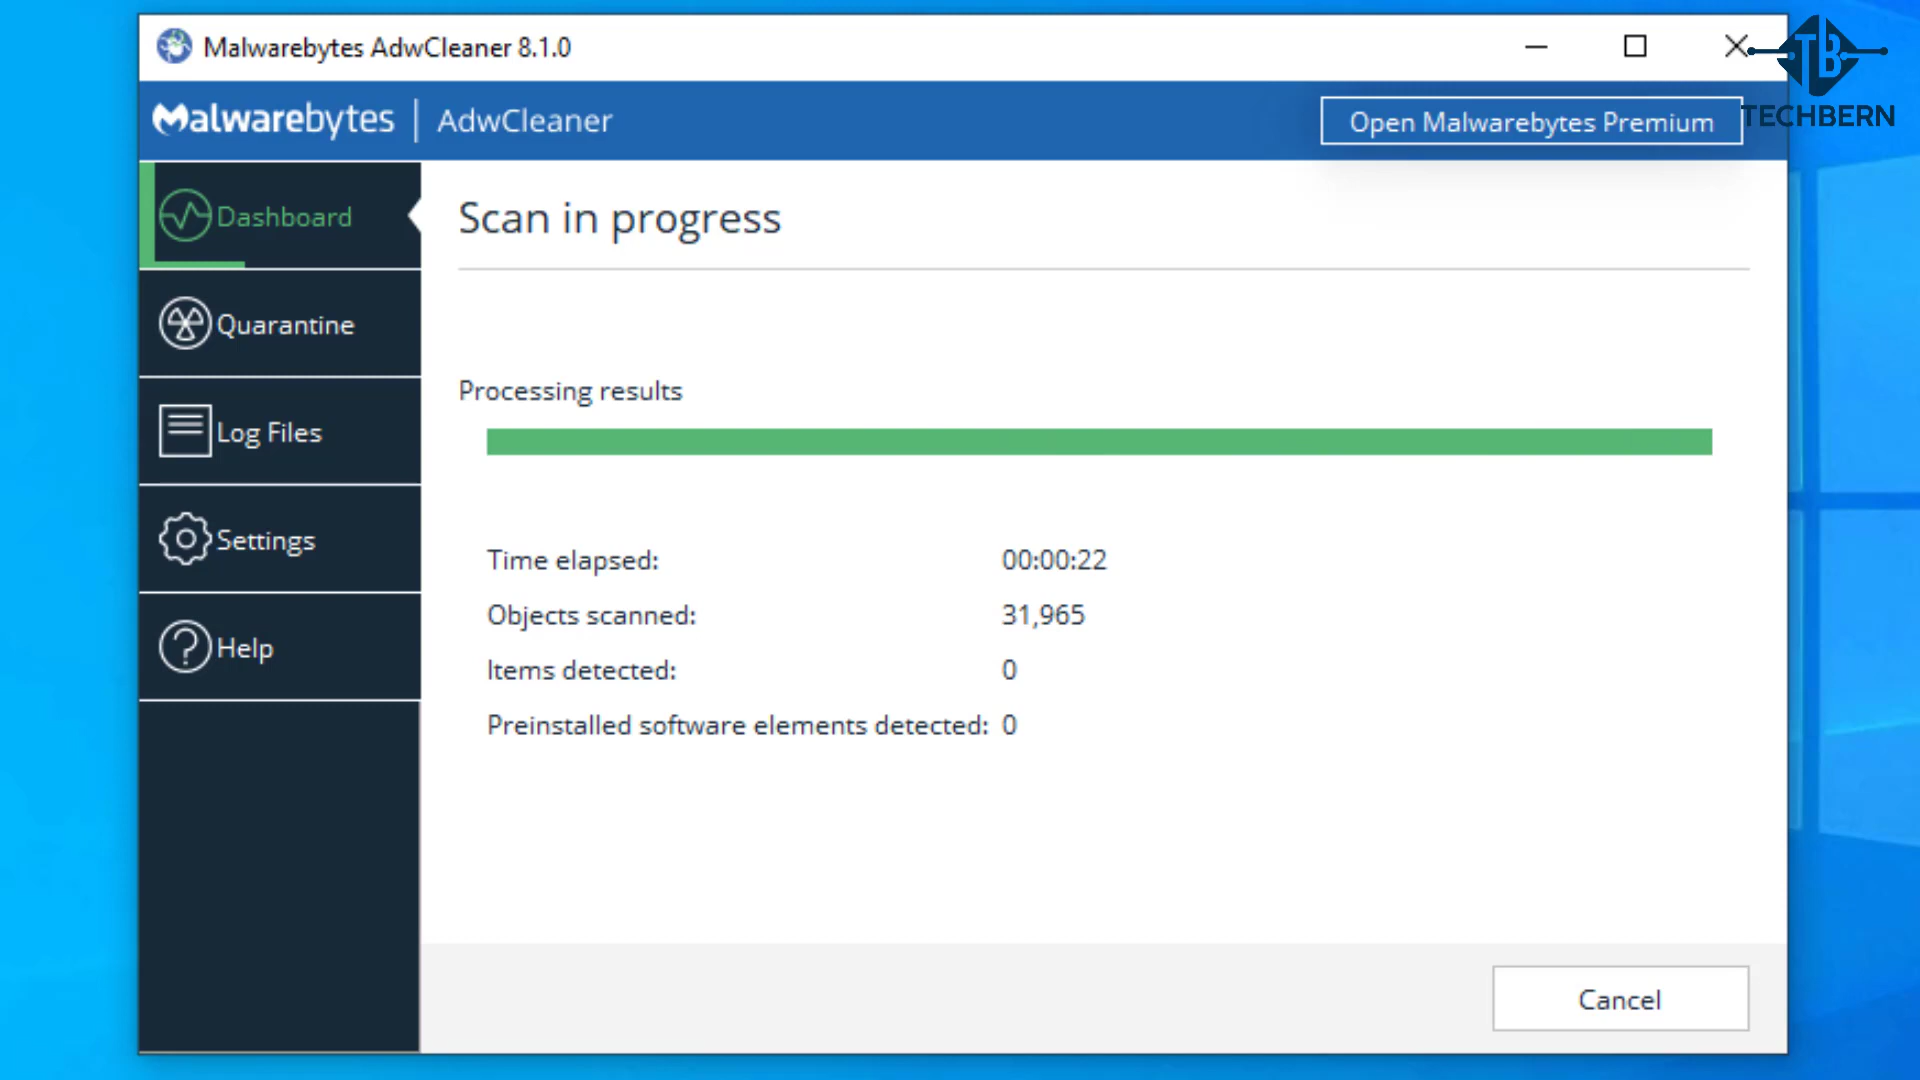 Malwarebytes AdwCleaner 8.1.0
TB
TECHBERN
Malwarebytes | AdwCleaner
Open Malwarebytes Premium
Dashboard
Quarantine
Log Files
Settings
Help
Scan in progress
Processing results
Time elapsed: 00:00:22
Objects scanned: 31,965
Items detected: 0
Preinstalled software elements detected: 0
Cancel